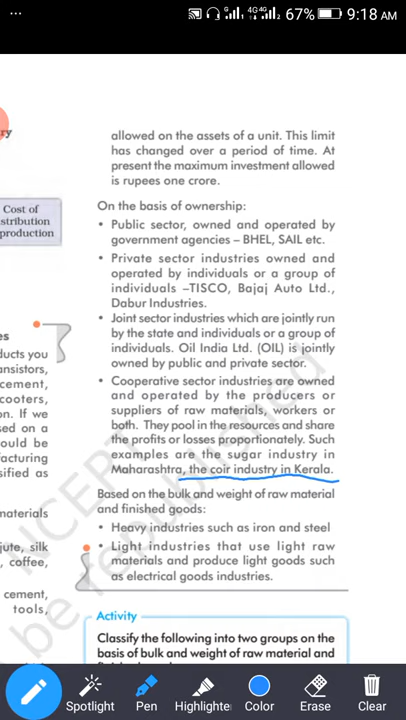 ... 67% 9:18 AM
ry
allowed on the assets of a unit. This limit
has changed over a period of time. At
present the maximum investment allowed
is rupees one crore.
Cost of
stribution
production
On the basis of ownership:
• Public sector, owned and operated by
government agencies – BHEL, SAIL etc.
• Private sector industries owned and
operated by individuals or a group of
individuals –TISCO, Bajaj Auto Ltd.,
Dabur Industries.
• Joint sector industries which are jointly run
by the state and individuals or a group of
individuals. Oil India Ltd. (OIL) is jointly
owned by public and private sector.
• Cooperative sector industries are owned
and operated by the producers or
suppliers of raw materials, workers or
both. They pool in the resources and share
the profits or losses proportionately. Such
examples are the sugar industry in
Maharashtra, the coir industry in Kerala.
Based on the bulk and weight of raw material
and finished goods:
• Heavy industries such as iron and steel
• Light industries that use light raw
materials and produce light goods such
as electrical goods industries.
es
ducts you
ansistors,
cement,
cooters,
on. If we
sed on a
ould be
facturing
sified as
materials
jute, silk
, coffee,
cement,
tools,
NCERT
be republished
Activity
Classify the following into two groups on the
basis of bulk and weight of raw material and
Spotlight Pen Highlighte Color Erase Clear